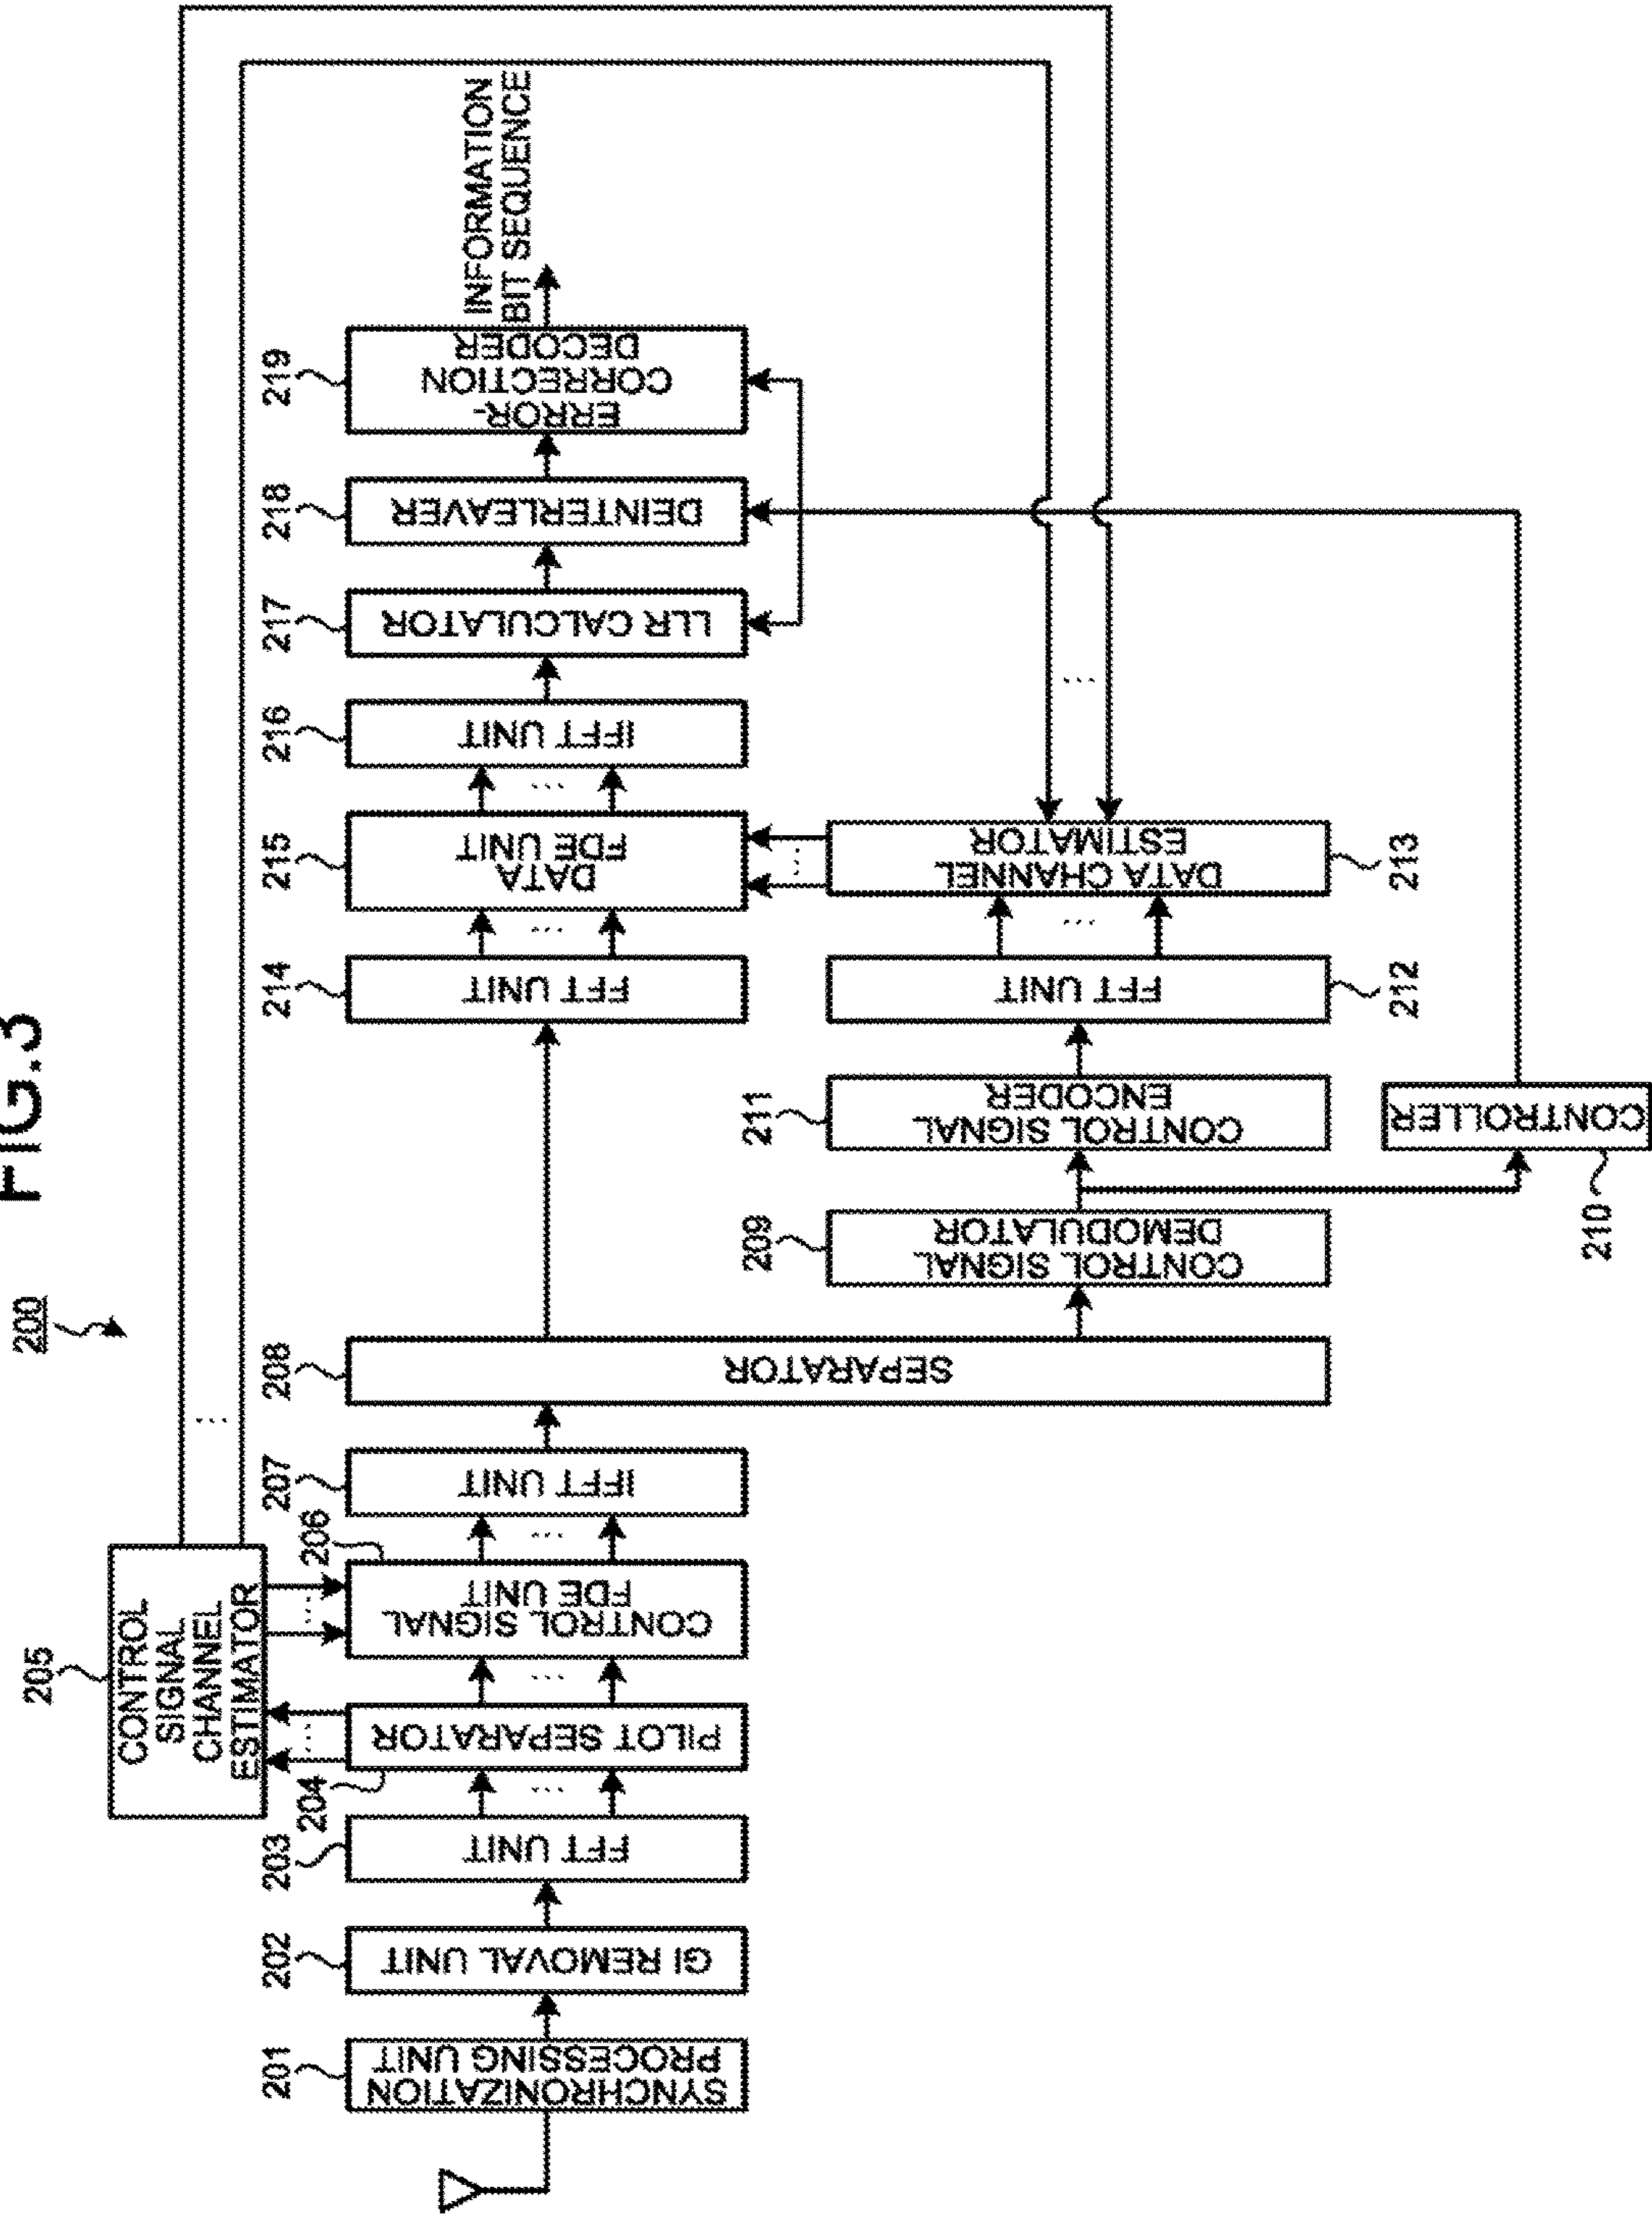 FIG.3
200
205
CONTROL
SIGNAL
CHANNEL
ESTIMATOR
201
SYNCHRONIZATION
PROCESSING UNIT
202
GI REMOVAL UNIT
203
FFT UNIT
204
PILOT SEPARATOR
206
CONTROL SIGNAL
FDE UNIT
207
IFFT UNIT
208
SEPARATOR
209
CONTROL SIGNAL
DEMODULATOR
210
CONTROLLER
211
CONTROL SIGNAL
ENCODER
212
FFT UNIT
213
DATA CHANNEL
ESTIMATOR
214
FFT UNIT
215
DATA
FDE UNIT
216
IFFT UNIT
217
LLR CALCULATOR
218
DEINTERLEAVER
219
ERROR-
CORRECTION
DECODER
INFORMATION
BIT SEQUENCE